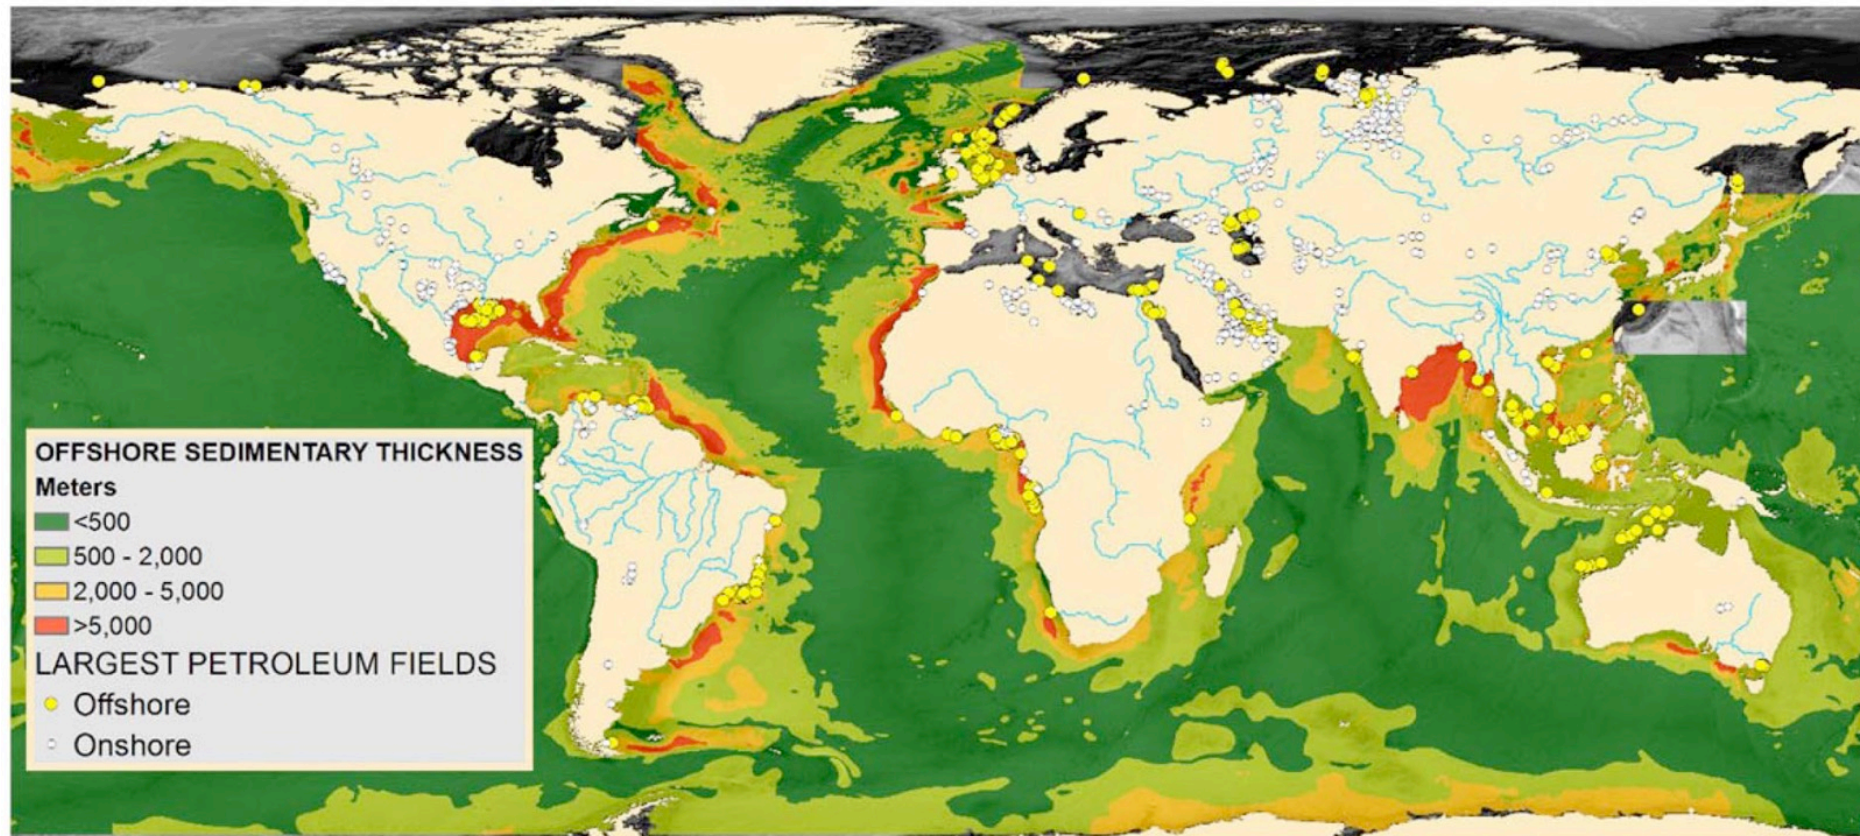 OFFSHORE SEDIMENTARY THICKNESS
Meters
<500
500 - 2,000
2,000 - 5,000
>5,000
LARGEST PETROLEUM FIELDS
Offshore
Onshore